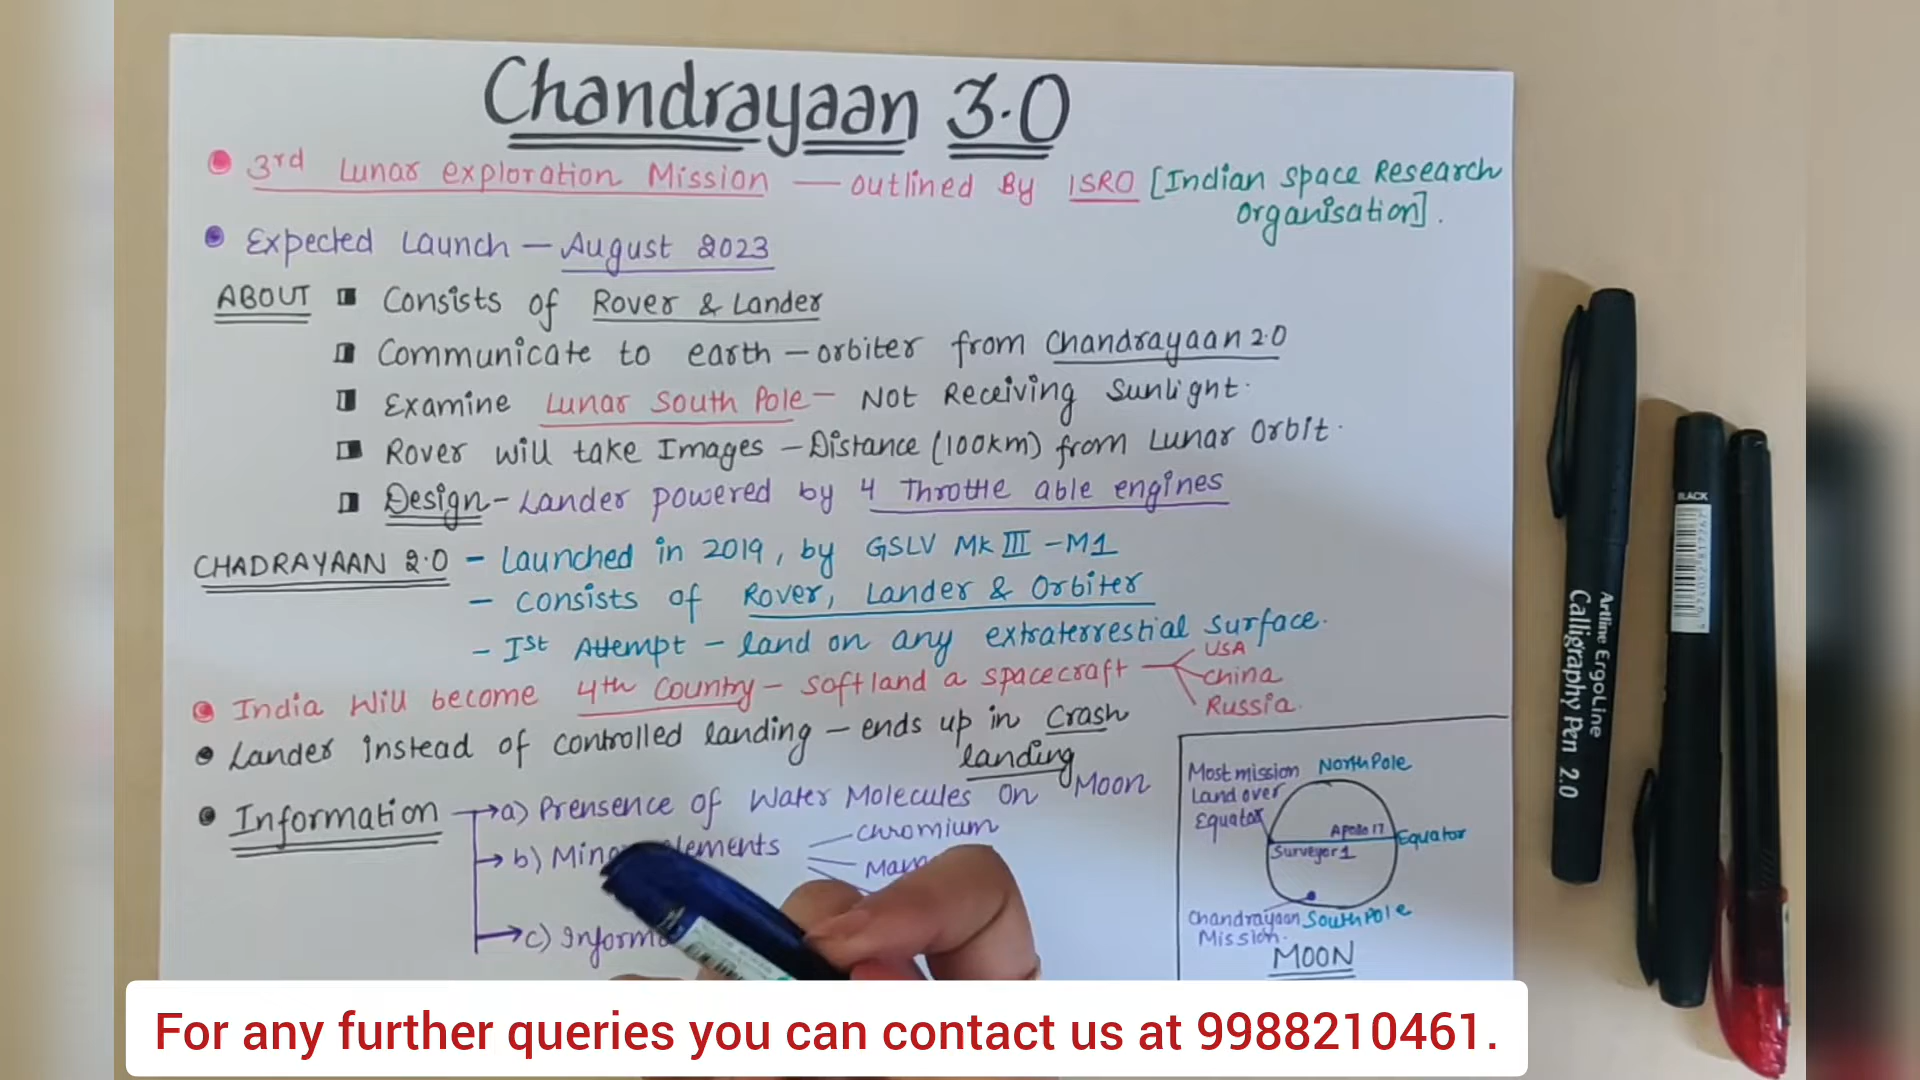 Chandrayaan 3.0
3rd Lunar exploration Mission — outlined By ISRO [Indian Space Research
Organisation].
Expected Launch — August 2023
ABOUT Consists of Rover & Lander
Communicate to earth — orbiter from Chandrayaan 2.0
Examine Lunar South Pole — Not Receiving Sunlight.
Rover will take Images — Distance (100km) from Lunar Orbit.
Design - Lander powered by 4 Throttle able engines
CHADRAYAAN 2.0 - Launched in 2019, by GSLV MK III - M1
- Consists of Rover, Lander & Orbiter
- Ist Attempt - land on any extraterrestial surface.
India Will become 4th Country - Soft land a spacecraft
USA
China
Russia.
Lander instead of controlled landing - ends up in Crash
landing
Information a) Prensence of Water Molecules On Moon
b) Chromium
c)
Most mission
Land over
Equator
North Pole
Apollo 17
Equator
Surveyor 1
Chandrayaan
Mission.
South Pole
MOON
BLACK
Artline ErgoLine
Calligraphy Pen 2.0
For any further queries you can contact us at 9988210461.